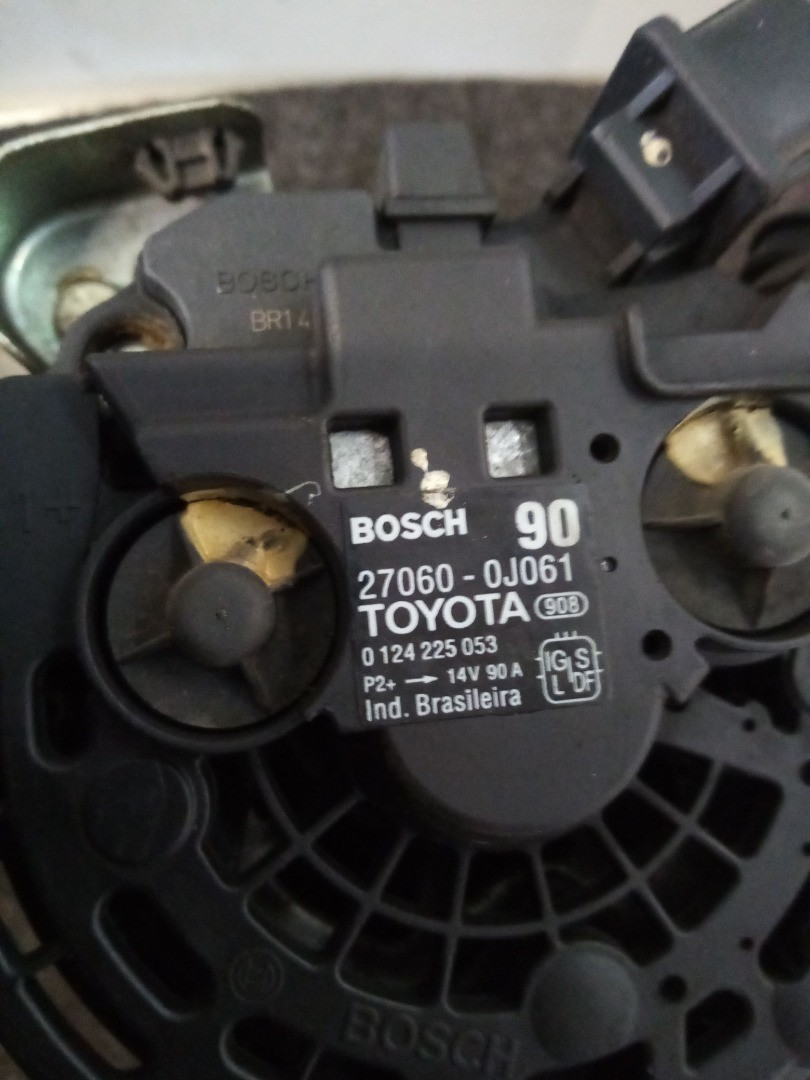 BOSCH
BR14
BOSCH 90
27060 - 0J061
TOYOTA 908
0 124 225 053
P2+ → 14V 90 A
Ind. Brasileira
IG S
L DF
BOSCH